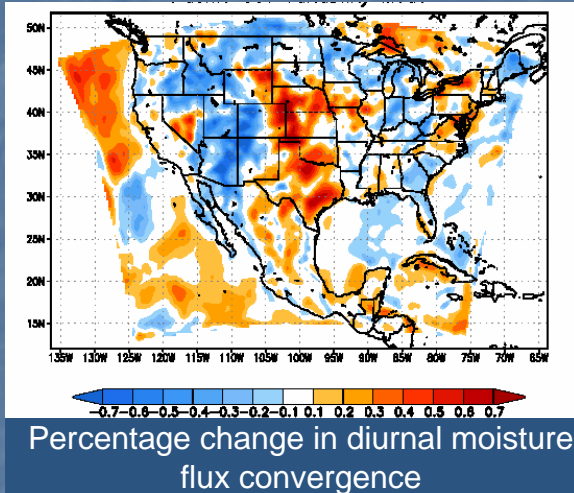 50N
45N
40N
35N
30N
25N
20N
15N
135W 130W 125W 120W 115W 110W 105W 100W 95W 90W 85W 80W 75W 70W 65W
-0.7 -0.6 -0.5 -0.4 -0.3 -0.2 -0.1 0.1 0.2 0.3 0.4 0.5 0.6 0.7
Percentage change in diurnal moisture
flux convergence